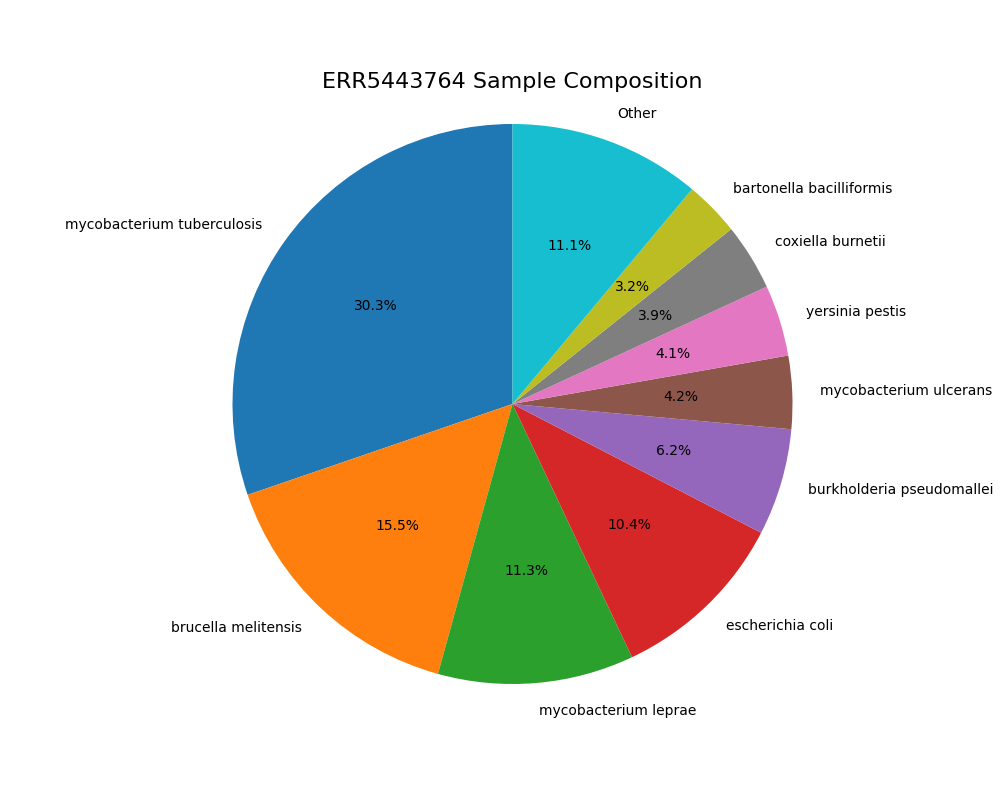 ERR5443764 Sample Composition
Other
bartonella bacilliformis
mycobacterium tuberculosis
coxiella burnetii
11.1%
3.2%
30.3%
yersinia pestis
3.9%
4.1%
mycobacterium ulcerans
4.2%
6.2%
burkholderia pseudomallei
15.5%
10.4%
11.3%
brucella melitensis
escherichia coli
mycobacterium leprae